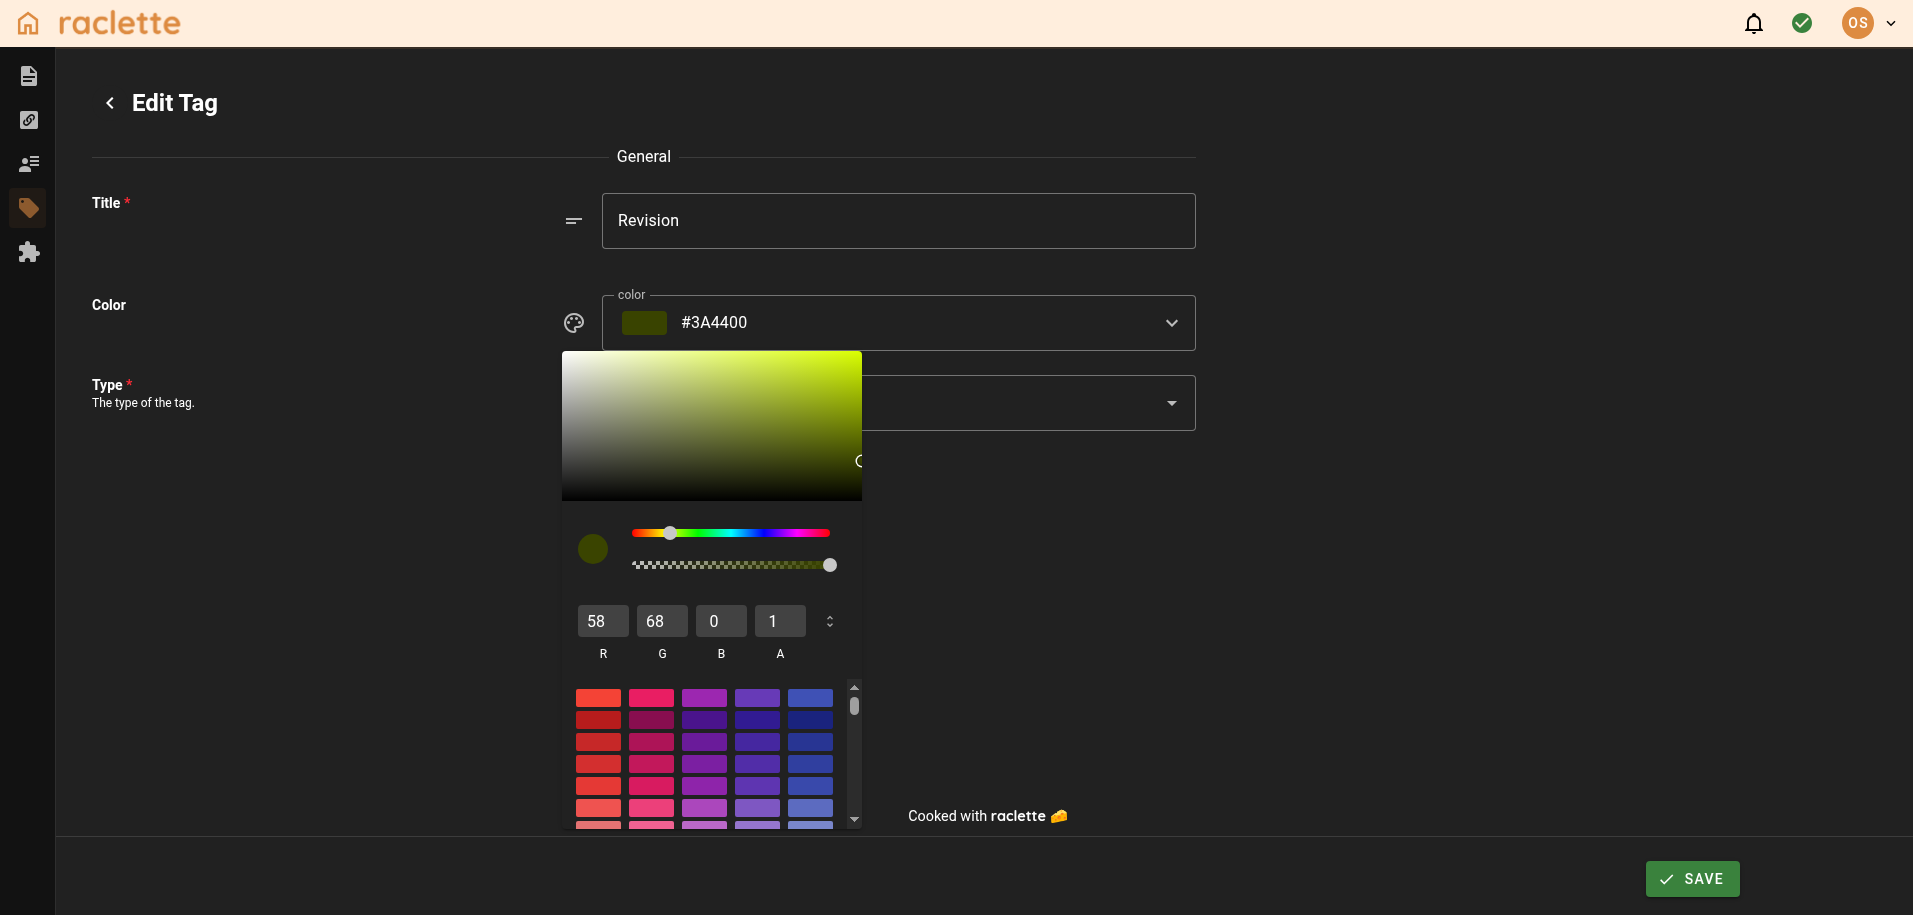 raclette
OS
Edit Tag
General
Title *
Revision
Color
color
#3A4400
Type *
The type of the tag.
58
68
0
1
R
G
B
A
Cooked with raclette
SAVE